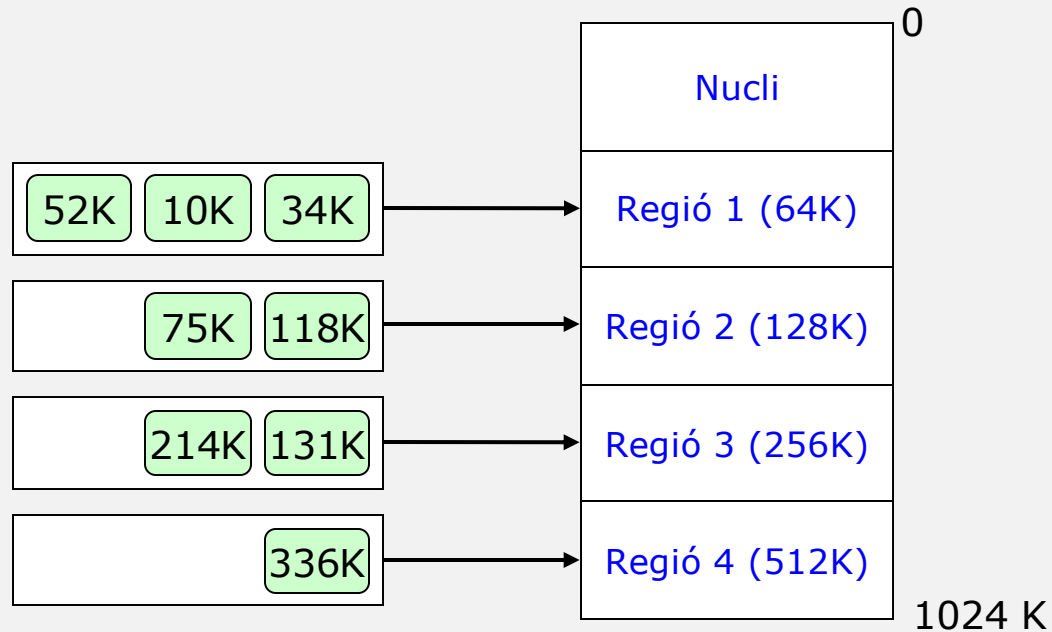 0
Nucli
52K 10K 34K
Regió 1 (64K)
75K 118K
Regió 2 (128K)
214K 131K
Regió 3 (256K)
336K
Regió 4 (512K)
1024 K